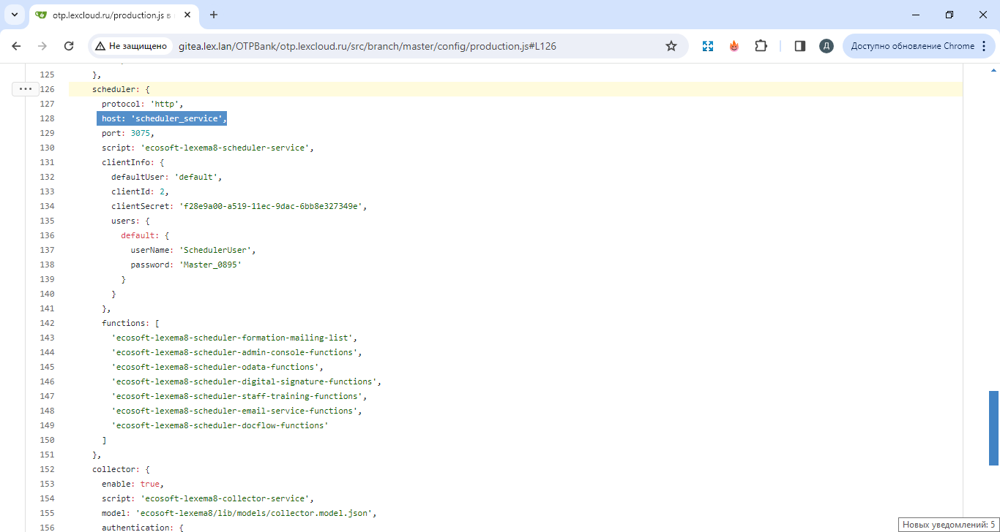 otp.lexcloud.ru/production.js в
Не защищено
gitea.lex.lan/OTPBank/otp.lexcloud.ru/src/branch/master/config/production.js#L126
Д
Доступно обновление Chrome
125 },
126 scheduler: {
127 protocol: 'http',
128 host: 'scheduler_service',
129 port: 3075,
130 script: 'ecosoft-lexema8-scheduler-service',
131 clientInfo: {
132 defaultUser: 'default',
133 clientId: 2,
134 clientSecret: 'f28e9a00-a519-11ec-9dac-6bb8e327349e',
135 users: {
136 default: {
137 userName: 'SchedulerUser',
138 password: 'Master_0895'
139 }
140 }
141 },
142 functions: [
143 'ecosoft-lexema8-scheduler-formation-mailing-list',
144 'ecosoft-lexema8-scheduler-admin-console-functions',
145 'ecosoft-lexema8-scheduler-odata-functions',
146 'ecosoft-lexema8-scheduler-digital-signature-functions',
147 'ecosoft-lexema8-scheduler-staff-training-functions',
148 'ecosoft-lexema8-scheduler-email-service-functions',
149 'ecosoft-lexema8-scheduler-docflow-functions'
150 ]
151 },
152 collector: {
153 enable: true,
154 script: 'ecosoft-lexema8-collector-service',
155 model: 'ecosoft-lexema8/lib/models/collector.model.json',
156 authentication: {
Новых уведомлений: 5